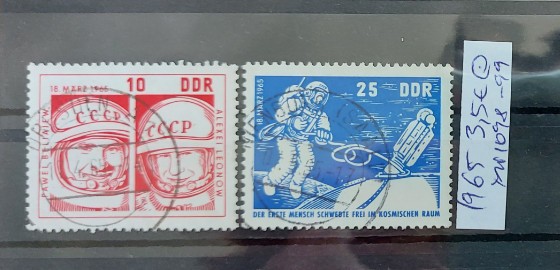 18. MÄRZ 1965 10 DDR
CCCP
CCCP
PAWEL BELJAJEW
ALEXEI LEONOW
25 DDR
18. MÄRZ 1965
DER ERSTE MENSCH SCHWEBTE FREI IM KOSMISCHEN RAUM
1965 3,5€
1098-99